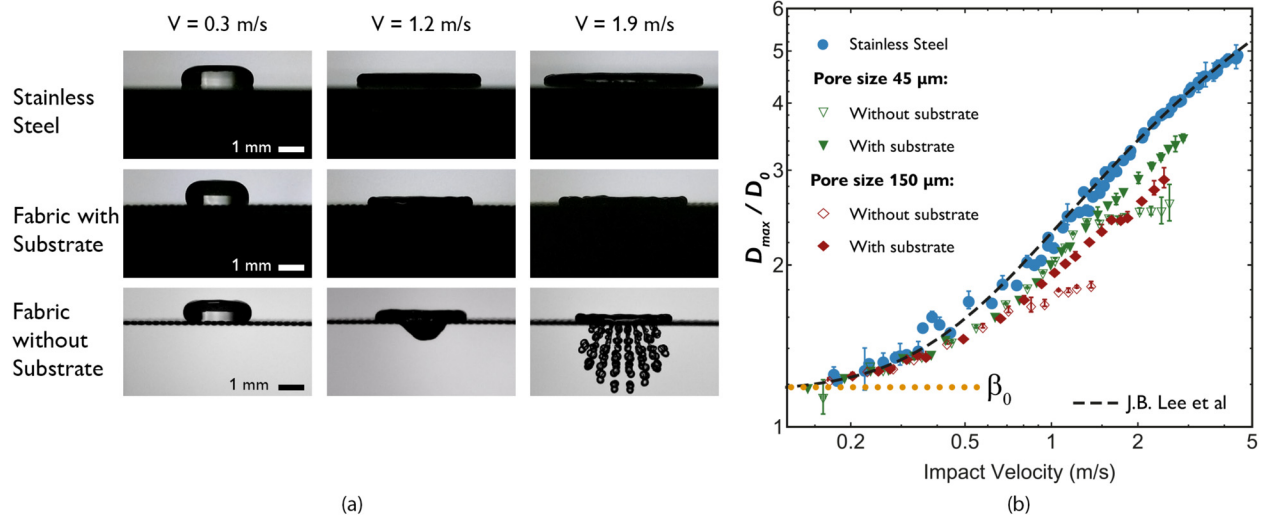 V = 0.3 m/s
V = 1.2 m/s
V = 1.9 m/s
Stainless
Steel
1 mm
Fabric with
Substrate
1 mm
Fabric
without
Substrate
1 mm
(a)
6
5
4
3
2
1
D_max / D_0
Stainless Steel
Pore size 45 μm:
Without substrate
With substrate
Pore size 150 μm:
Without substrate
With substrate
β_0
J.B. Lee et al
0.2
0.5
1
2
5
Impact Velocity (m/s)
(b)